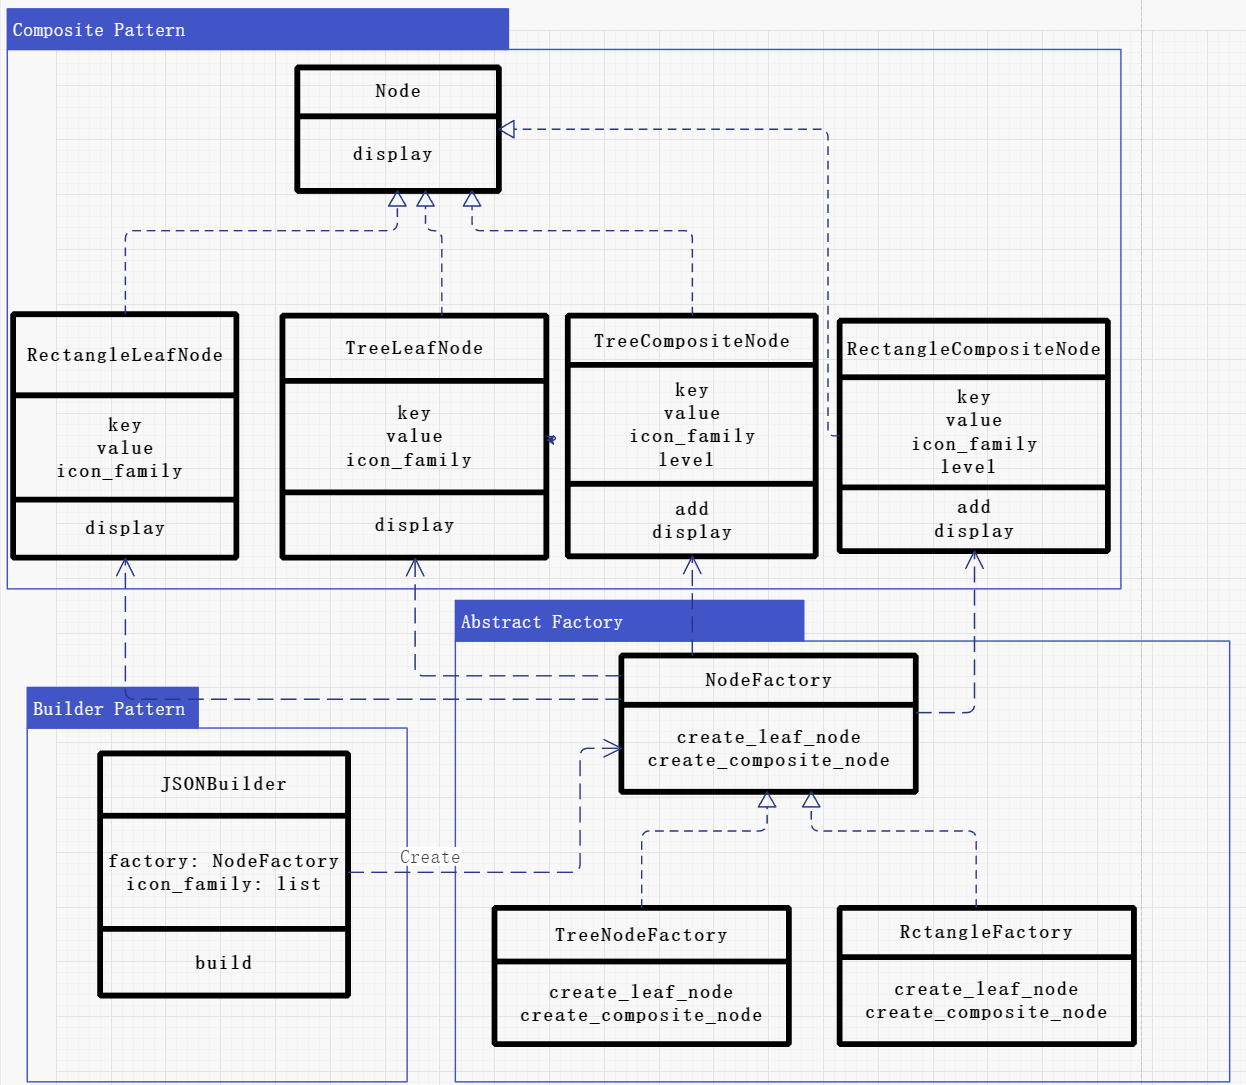 Composite Pattern
Node
display
RectangleLeafNode
key
value
icon_family
display
TreeLeafNode
key
value
icon_family
display
TreeCompositeNode
key
value
icon_family
level
add
display
RectangleCompositeNode
key
value
icon_family
level
add
display
Abstract Factory
NodeFactory
create_leaf_node
create_composite_node
Builder Pattern
JSONBuilder
factory: NodeFactory
icon_family: list
build
Create
TreeNodeFactory
create_leaf_node
create_composite_node
RctangleFactory
create_leaf_node
create_composite_node